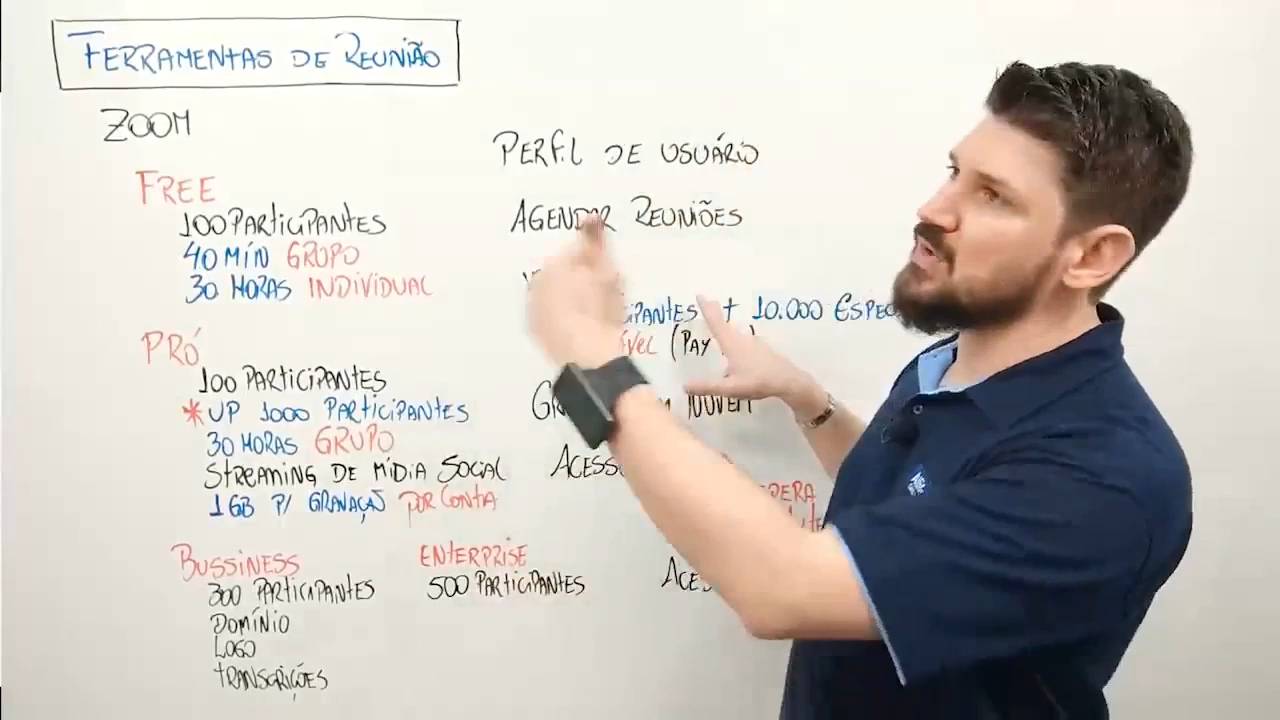 FERRAMENTAS DE REUNIÃO
ZOOM
FREE
100 PARTICIPANTES
40 MÍN GRUPO
30 HORAS INDIVIDUAL
PRÓ
100 PARTICIPANTES
* UP 1000 PARTICIPANTES
30 HORAS GRUPO
STREAMING DE MÍDIA SOCIAL
1GB P/ GRAVAÇÃO POR CONTA
BUSSINESS
300 PARTICIPANTES
DOMÍNIO
LOGO
TRANSCRIÇÕES
ENTERPRISE
500 PARTICIPANTES
PERFIL DE USUÁRIO
AGENDAR REUNIÕES
+ 10.000
(PAY